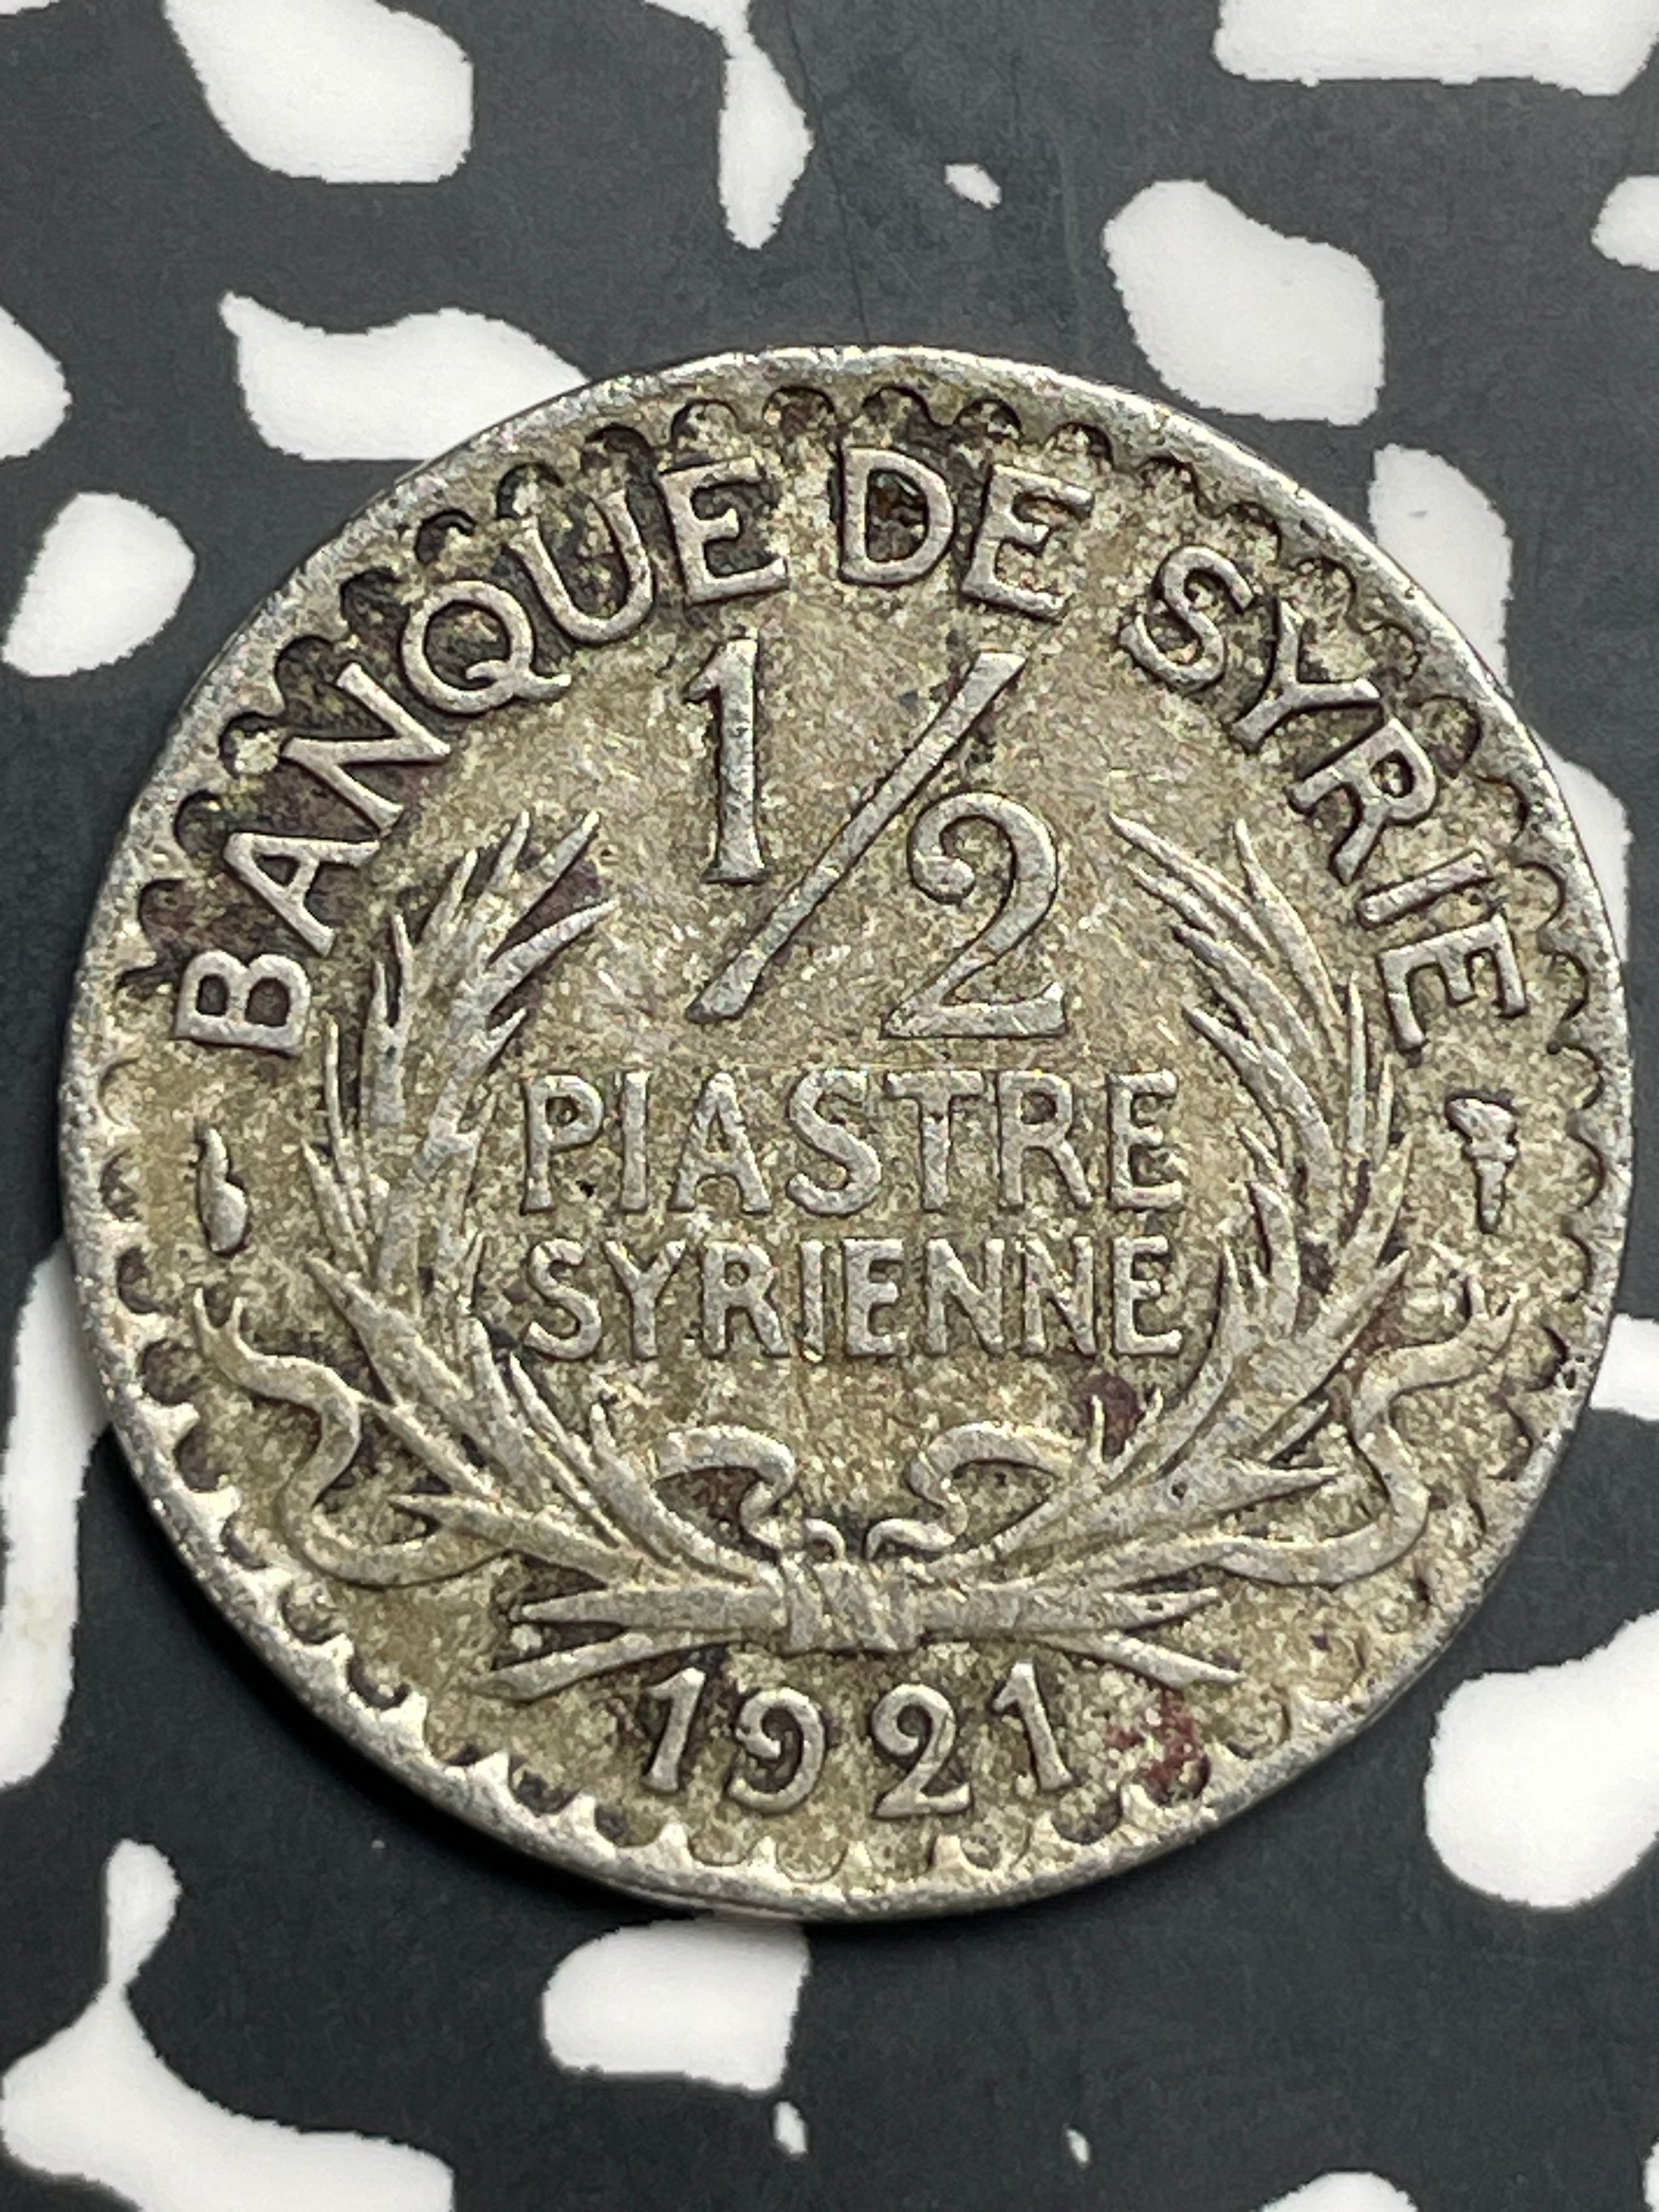 BANQUE DE SYRIE
1/2
PIASTRE
SYRIENNE
1921